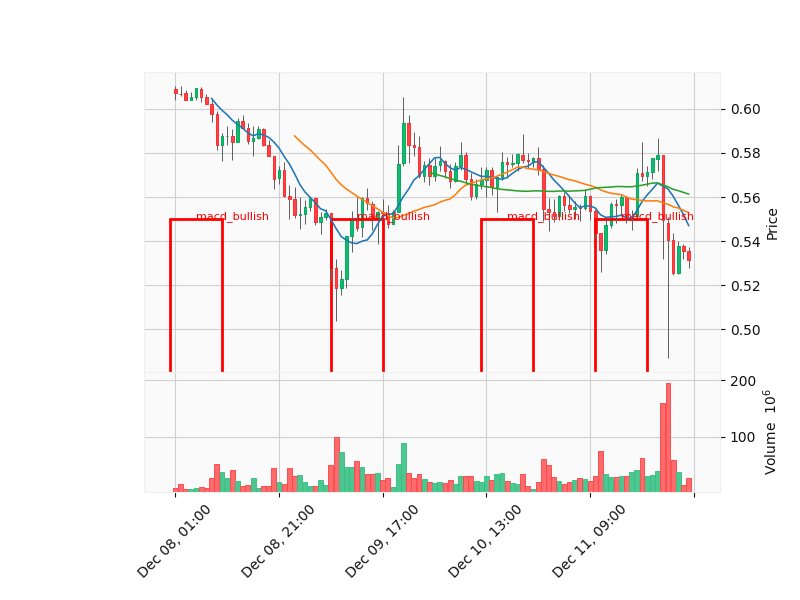 0.60
0.58
0.56
macd_bullish macd_bullish macd_bullish macd_bullish
0.54
0.52
0.50
Price
200
100
Volume 10^6
Dec 08, 01:00
Dec 08, 21:00
Dec 09, 17:00
Dec 10, 13:00
Dec 11, 09:00